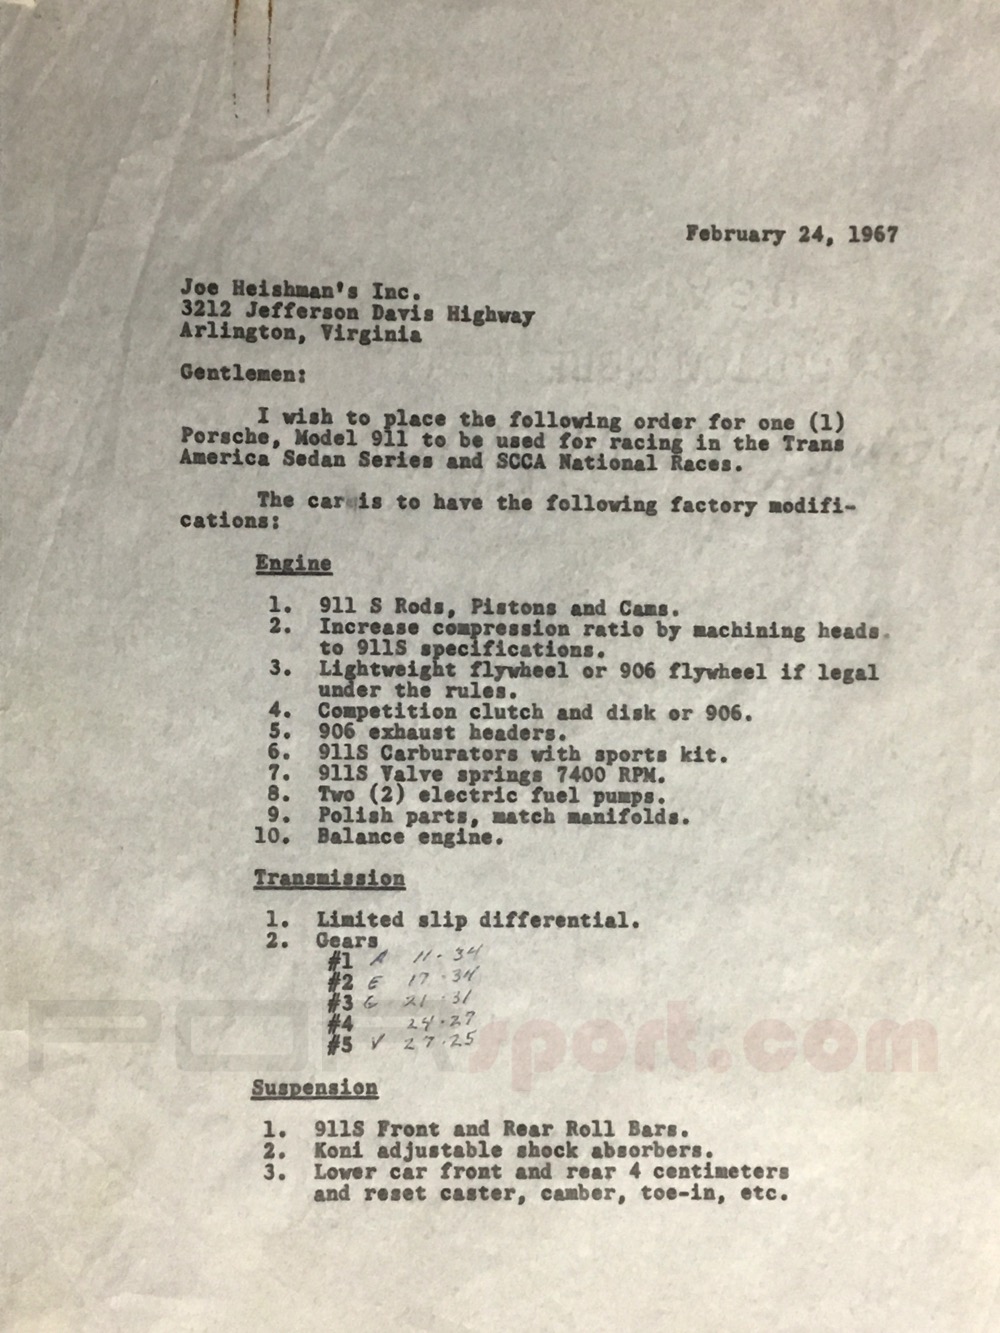 February 24, 1967
Joe Heishman's Inc.
3212 Jefferson Davis Highway
Arlington, Virginia
Gentlemen:
I wish to place the following order for one (1)
Porsche, Model 911 to be used for racing in the Trans
America Sedan Series and SCCA National Races.
The car is to have the following factory modifi-
cations:
Engine
1. 911 S Rods, Pistons and Cams.
2. Increase compression ratio by machining heads
to 911S specifications.
3. Lightweight flywheel or 906 flywheel if legal
under the rules.
4. Competition clutch and disk or 906.
5. 906 exhaust headers.
6. 911S Carburators with sports kit.
7. 911S Valve springs 7400 RPM.
8. Two (2) electric fuel pumps.
9. Polish parts, match manifolds.
10. Balance engine.
Transmission
1. Limited slip differential.
2. Gears
#1 A 11-34
#2 E 17-34
#3 G 21-31
#4 24-27
#5 V 27-25
sport.com
Suspension
1. 911S Front and Rear Roll Bars.
2. Koni adjustable shock absorbers.
3. Lower car front and rear 4 centimeters
and reset caster, camber, toe-in, etc.